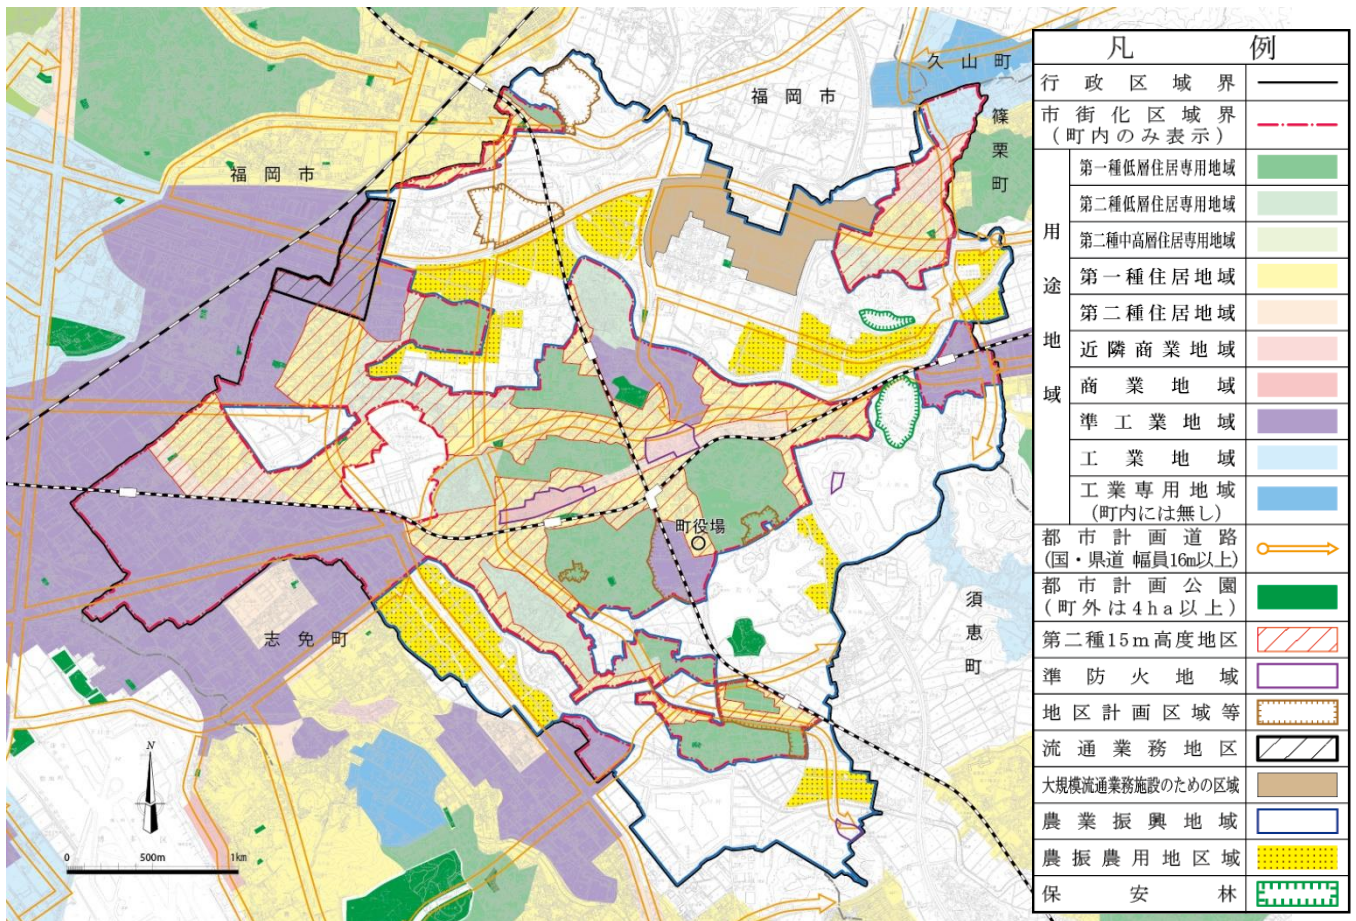 久山町
福岡市
篠栗町
福岡市
町役場
須恵町
志免町
N
0 500m 1km
凡例
行政区域界
市街化区域界
(町内のみ表示)
用途地域
第一種低層住居専用地域
第二種低層住居専用地域
第二種中高層住居専用地域
第一種住居地域
第二種住居地域
近隣商業地域
商業地域
準工業地域
工業地域
工業専用地域
(町内には無し)
都市計画道路
(国・県道 幅員16m以上)
都市計画公園
(町外は4ha以上)
第二種15m高度地区
準防火地域
地区計画区域等
流通業務地区
大規模流通業務施設のための区域
農業振興地域
農振農用地区域
保安林